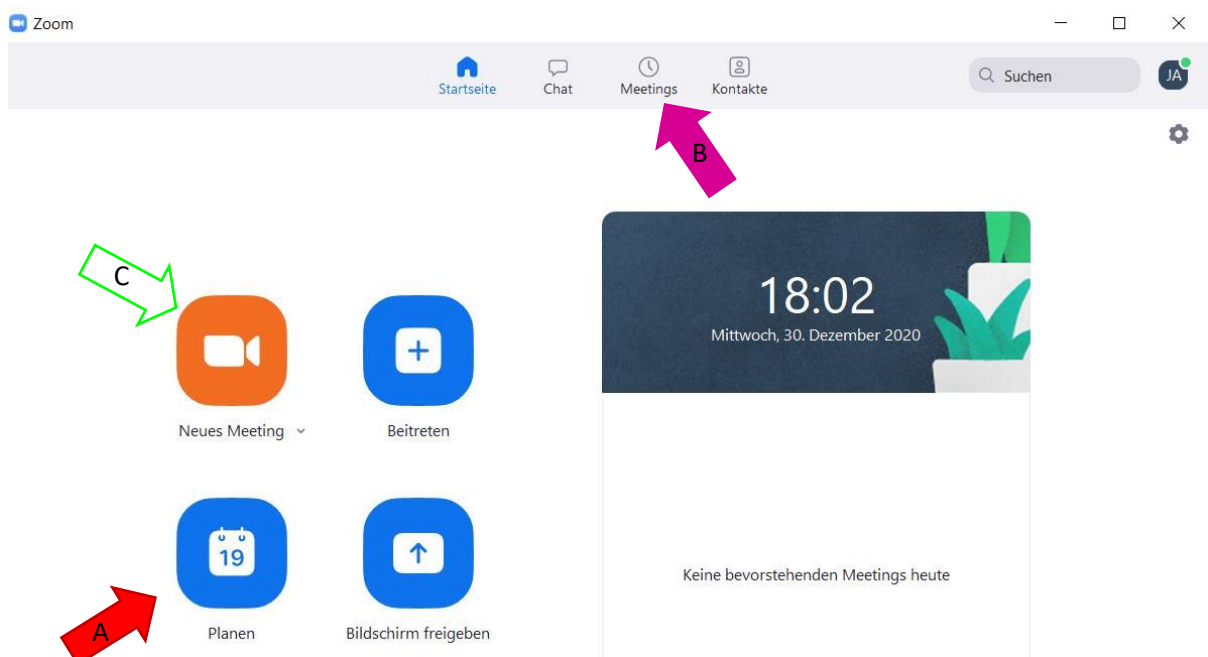 Zoom
Startseite Chat Meetings Kontakte
Suchen
JA
B
C
18:02
Mittwoch, 30. Dezember 2020
Neues Meeting Beitreten
19
Keine bevorstehenden Meetings heute
A
Planen Bildschirm freigeben